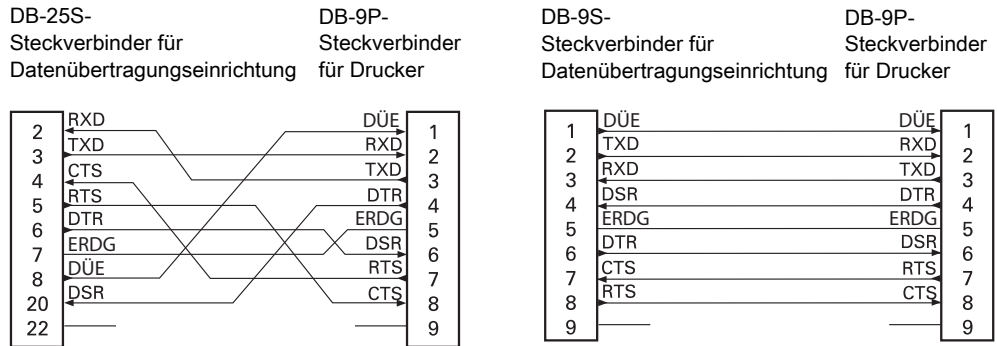 DB-25S-
Steckverbinder für
Datenübertragungseinrichtung
DB-9P-
Steckverbinder
für Drucker
2
3
4
5
6
7
8
20
22
RXD
TXD
CTS
RTS
DTR
ERDG
DÜE
DSR
DÜE
RXD
TXD
DTR
ERDG
DSR
RTS
CTS
1
2
3
4
5
6
7
8
9
DB-9S-
Steckverbinder für
Datenübertragungseinrichtung
DB-9P-
Steckverbinder
für Drucker
1
2
3
4
5
6
7
8
9
DÜE
TXD
RXD
DSR
ERDG
DTR
CTS
RTS
DÜE
RXD
TXD
DTR
ERDG
DSR
RTS
CTS
1
2
3
4
5
6
7
8
9